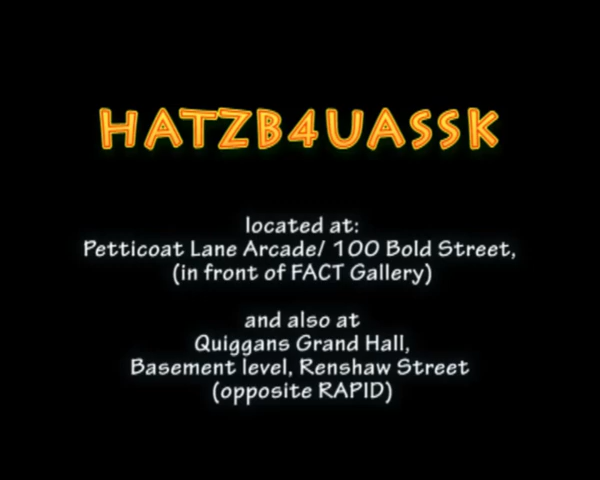 HATZB4UASSK
located at:
Petticoat Lane Arcade/ 100 Bold Street,
(in front of FACT Gallery)
and also at
Quiggans Grand Hall,
Basement level, Renshaw Street
(opposite RAPID)